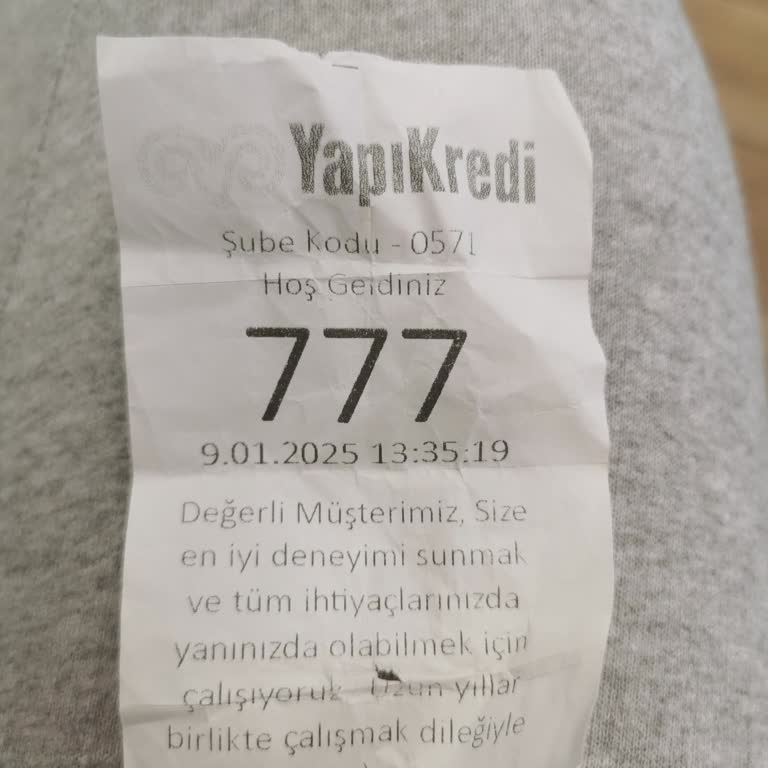 YapıKredi
Şube Kodu - 0571
Hoş Geldiniz
777
9.01.2025 13:35:19
Değerli Müşterimiz, Size
en iyi deneyimi sunmak
ve tüm ihtiyaçlarınızda
yanınızda olabilmek için
çalışıyoruz Uzun yıllar
birlikte çalışmak dileğiyle